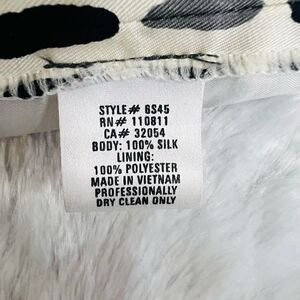 STYLE# 6S45
RN# 110811
CA# 32054
BODY: 100% SILK
LINING:
100% POLYESTER
MADE IN VIETNAM
PROFESSIONALLY
DRY CLEAN ONLY